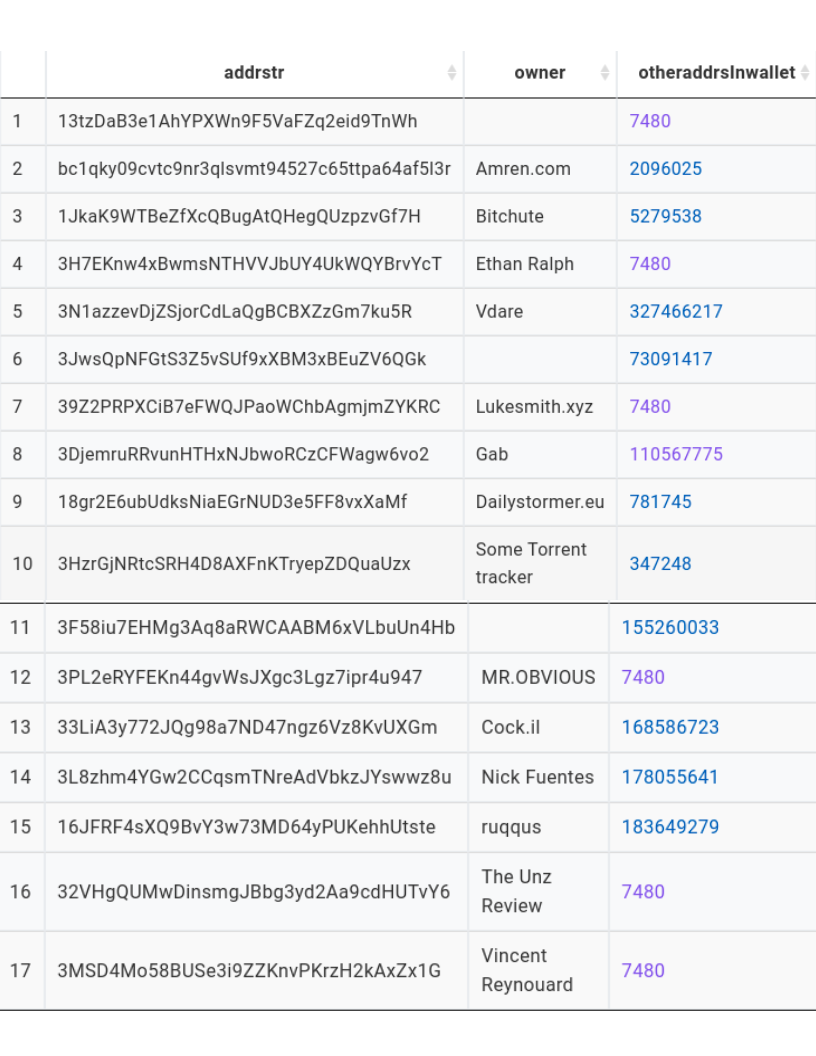 addrstr owner otheraddrsInwallet
1 13tzDaB3e1AhYPXWn9F5VaFZq2eid9TnWh 7480
2 bc1qky09cvtc9nr3qlsvmt94527c65ttpa64af5l3r Amren.com 2096025
3 1JkaK9WTBeZfXcQBugAtQHegQUzpzvGf7H Bitchute 5279538
4 3H7EKnw4xBwmsNTHVVJbUY4UkWQYBrvYcT Ethan Ralph 7480
5 3N1azzevDjZSjorCdLaQgBCBXZzGm7ku5R Vdare 327466217
6 3JwsQpNFGtS3Z5vSUf9xXBM3xBEuZV6QGk 73091417
7 39Z2PRPXCiB7eFWQJPaoWChbAgmjmZYKRC Lukesmith.xyz 7480
8 3DjemruRRvunHTHxNJbwoRCzCFWagw6vo2 Gab 110567775
9 18gr2E6ubUdksNiaEGrNUD3e5FF8vxXaMf Dailystormer.eu 781745
10 3HzrGjNRtcSRH4D8AXFnKTryepZDQuaUzx Some Torrent 347248
tracker
11 3F58iu7EHMg3Aq8aRWCAABM6xVLbuUn4Hb 155260033
12 3PL2eRYFEKn44gvWsJXgc3Lgz7ipr4u947 MR.OBVIOUS 7480
13 33LiA3y772JQg98a7ND47ngz6Vz8KvUXGm Cock.il 168586723
14 3L8zhm4YGw2CCqsmTNreAdVbkzJYswwz8u Nick Fuentes 178055641
15 16JFRF4sXQ9BvY3w73MD64yPUKehhUtste ruqqus 183649279
16 32VHgQUMwDinsmgJBbg3yd2Aa9cdHUTvY6 The Unz 7480
Review
17 3MSD4Mo58BUSe3i9ZZKnvPKrzH2kAxZx1G Vincent 7480
Reynouard